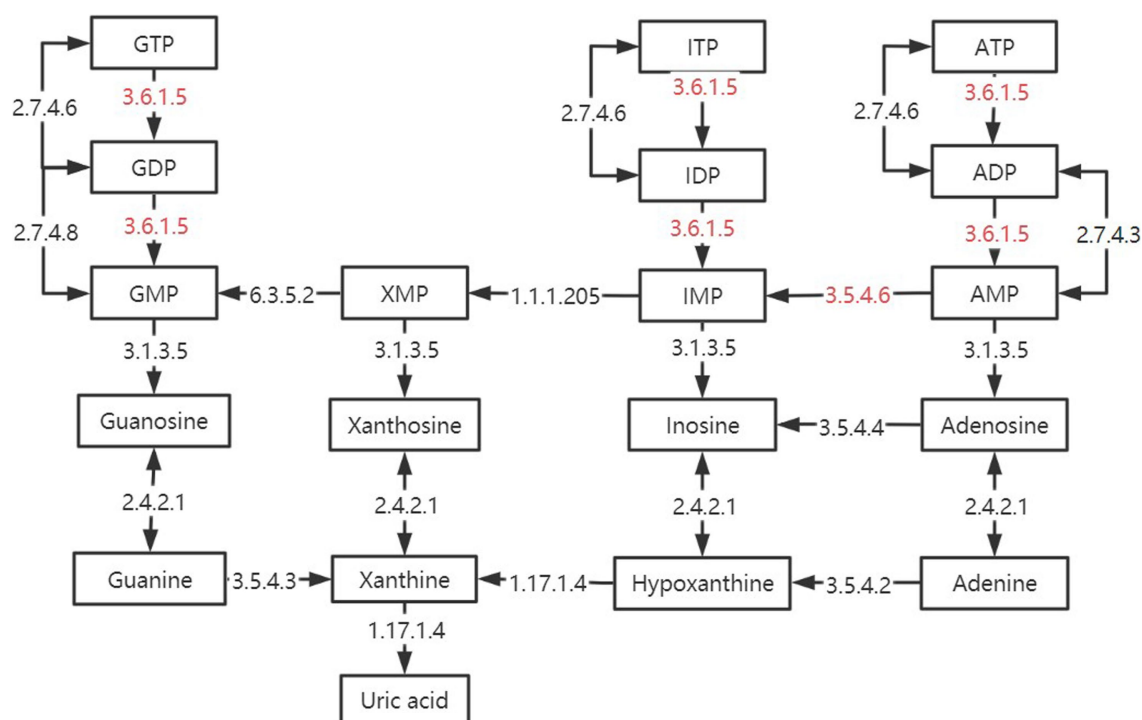 GTP
ITP
ATP
2.7.4.6
3.6.1.5
2.7.4.6
3.6.1.5
2.7.4.6
3.6.1.5
GDP
IDP
ADP
2.7.4.8
3.6.1.5
3.6.1.5
3.6.1.5
2.7.4.3
GMP
6.3.5.2
XMP
1.1.1.205
IMP
3.5.4.6
AMP
3.1.3.5
3.1.3.5
3.1.3.5
3.1.3.5
Guanosine
Xanthosine
Inosine
3.5.4.4
Adenosine
2.4.2.1
2.4.2.1
2.4.2.1
2.4.2.1
Guanine
3.5.4.3
Xanthine
1.17.1.4
Hypoxanthine
3.5.4.2
Adenine
1.17.1.4
Uric acid